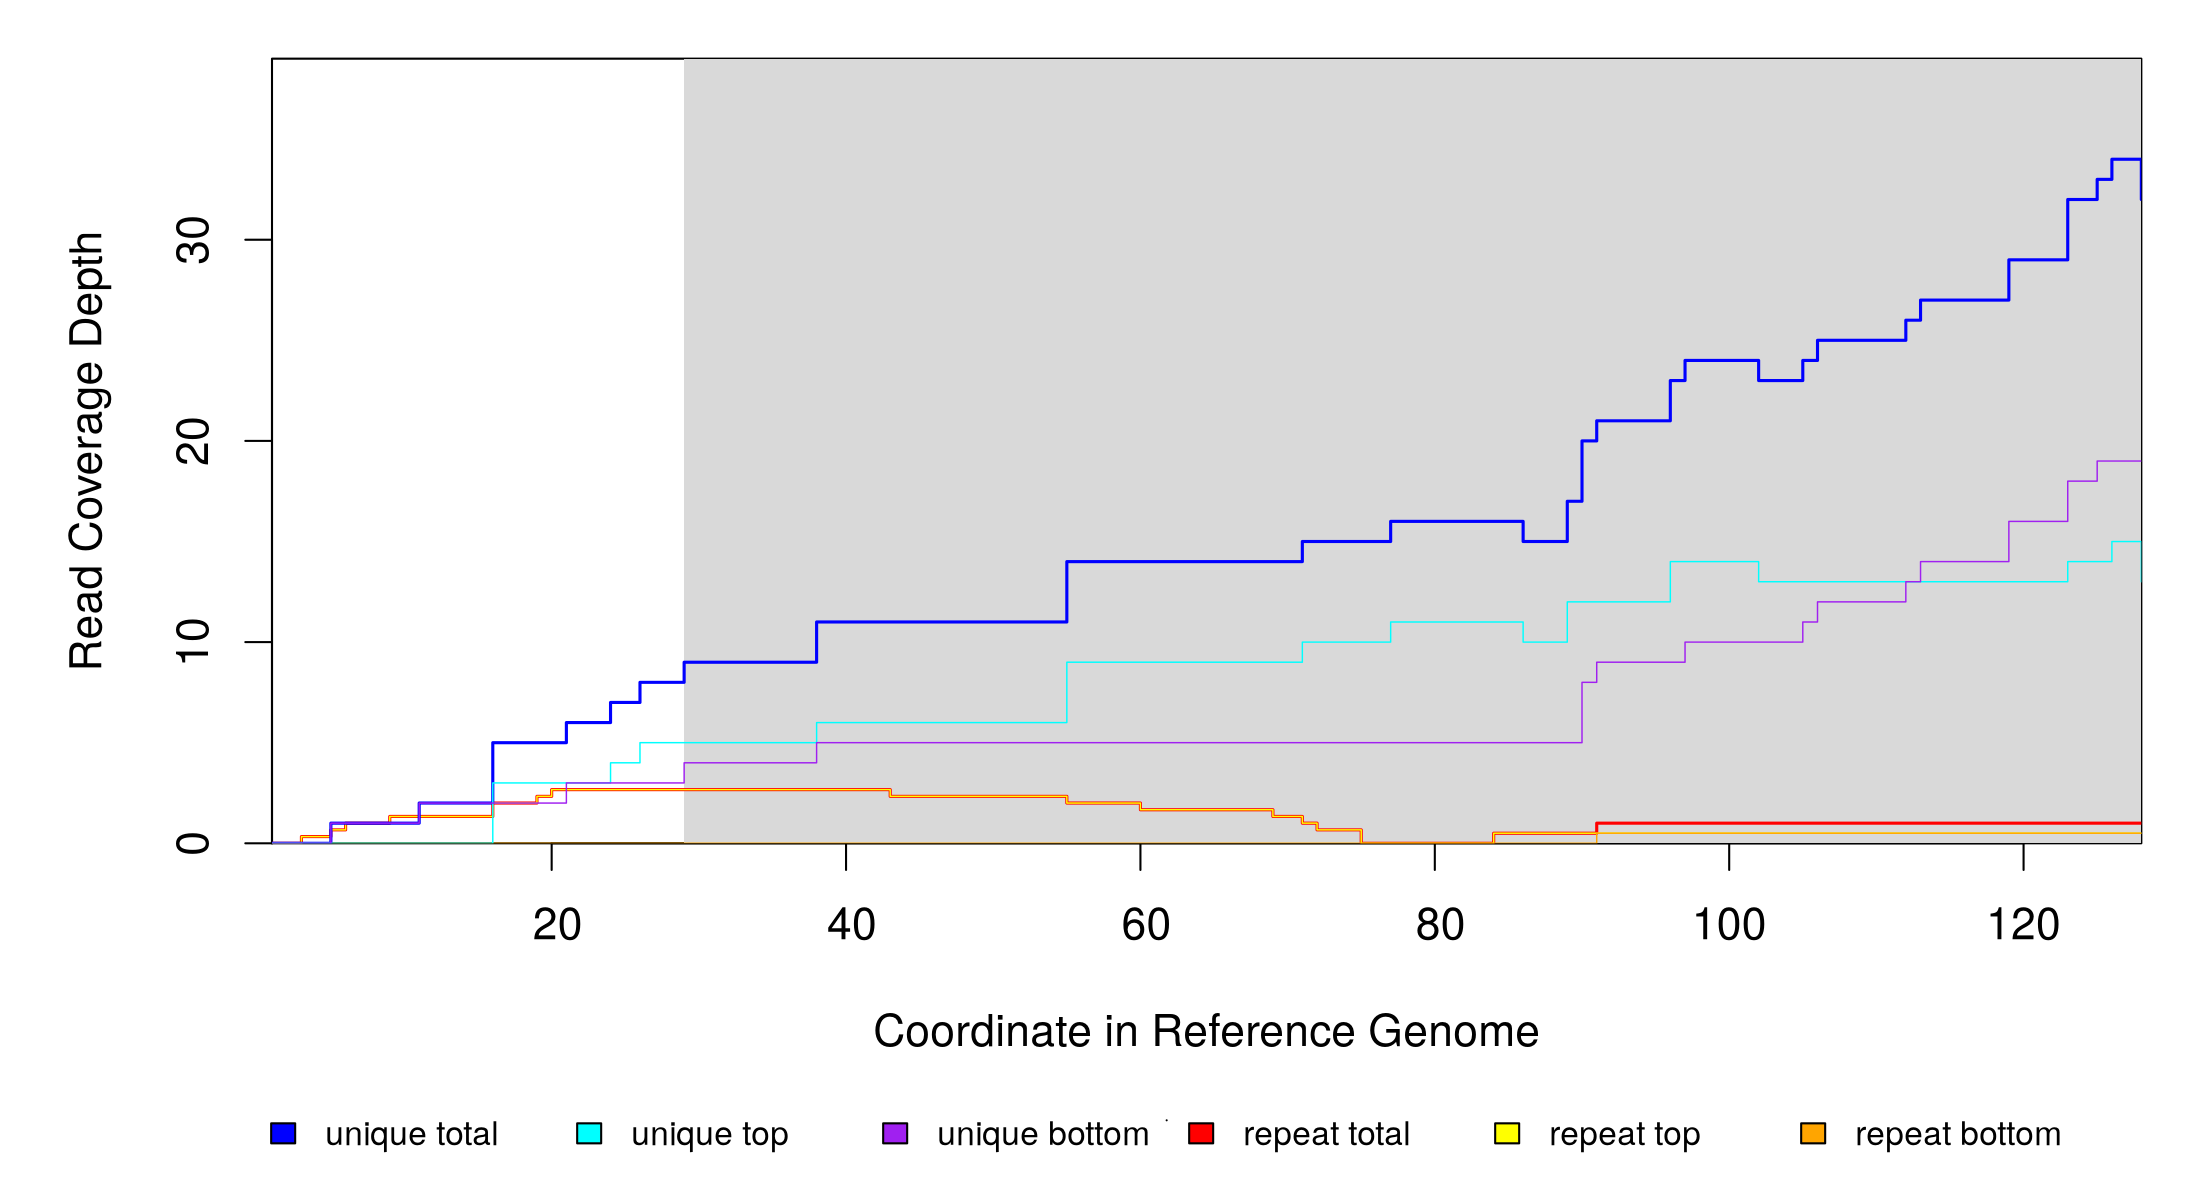 Read Coverage Depth
30
20
10
0
20 40 60 80 100 120
Coordinate in Reference Genome
unique total unique top unique bottom repeat total repeat top repeat bottom